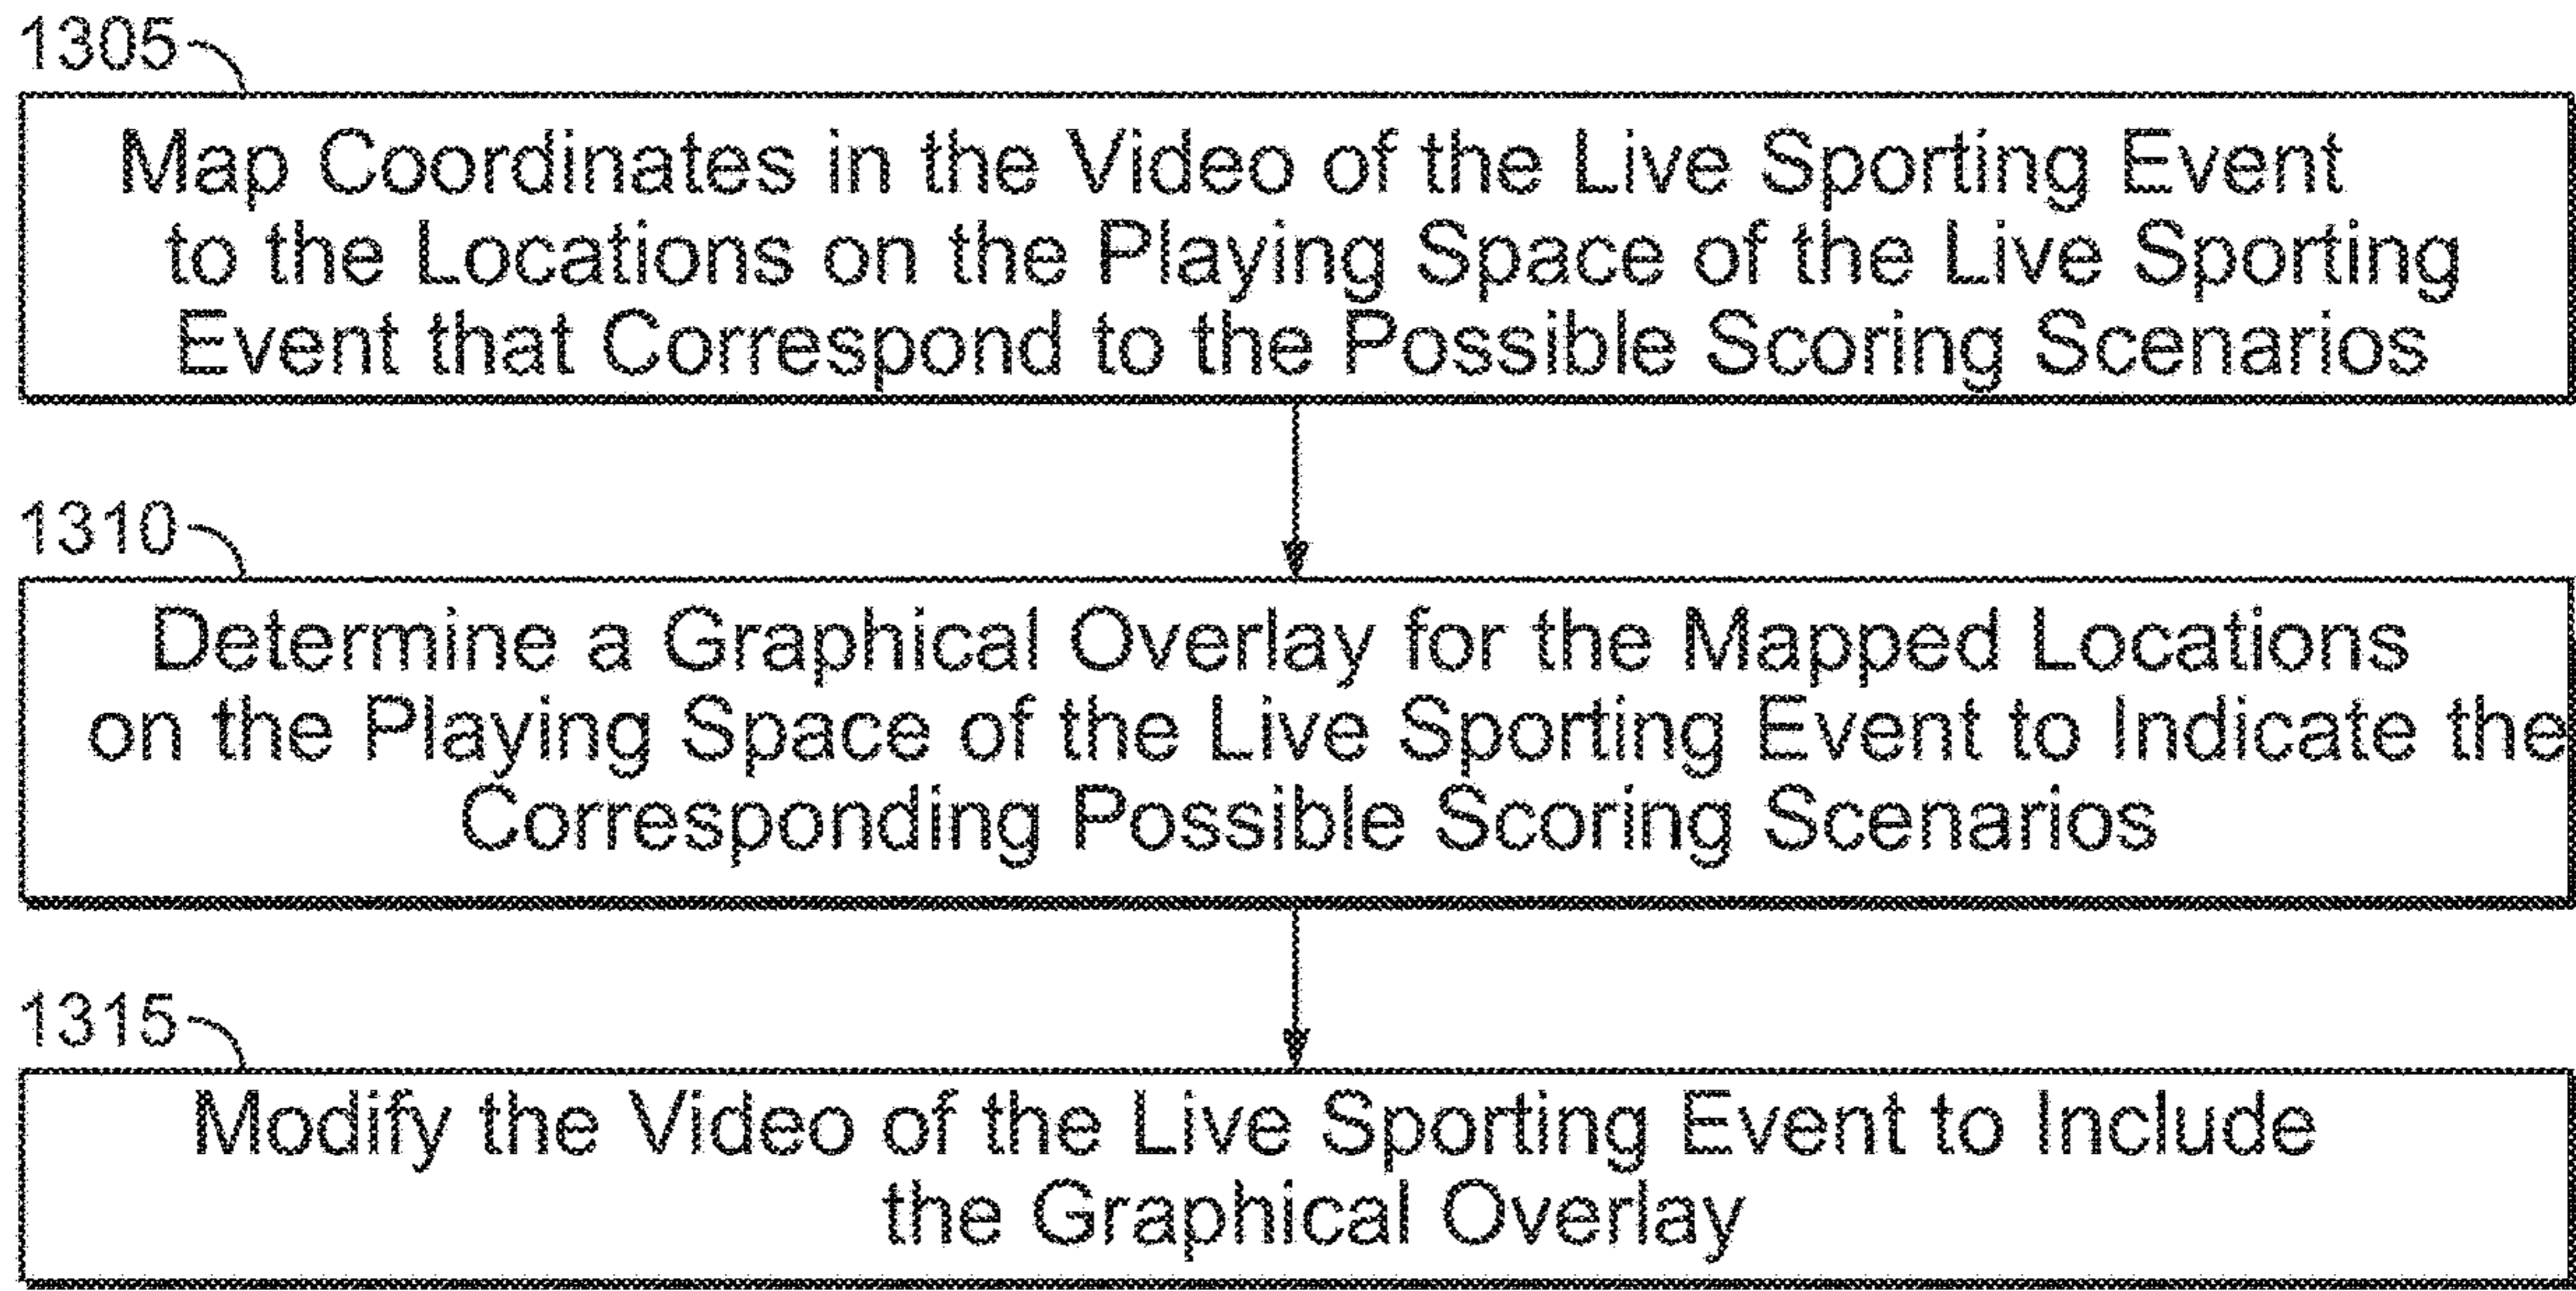 1305
Map Coordinates in the Video of the Live Sporting Event
to the Locations on the Playing Space of the Live Sporting
Event that Correspond to the Possible Scoring Scenarios
1310
Determine a Graphical Overlay for the Mapped Locations
on the Playing Space of the Live Sporting Event to Indicate the
Corresponding Possible Scoring Scenarios
1315
Modify the Video of the Live Sporting Event to Include
the Graphical Overlay